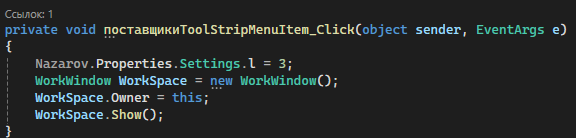 Ссылок: 1
private void поставщикиToolStripMenuItem_Click(object sender, EventArgs e)
{
Nazarov.Properties.Settings.l = 3;
WorkWindow WorkSpace = new WorkWindow();
WorkSpace.Owner = this;
WorkSpace.Show();
}